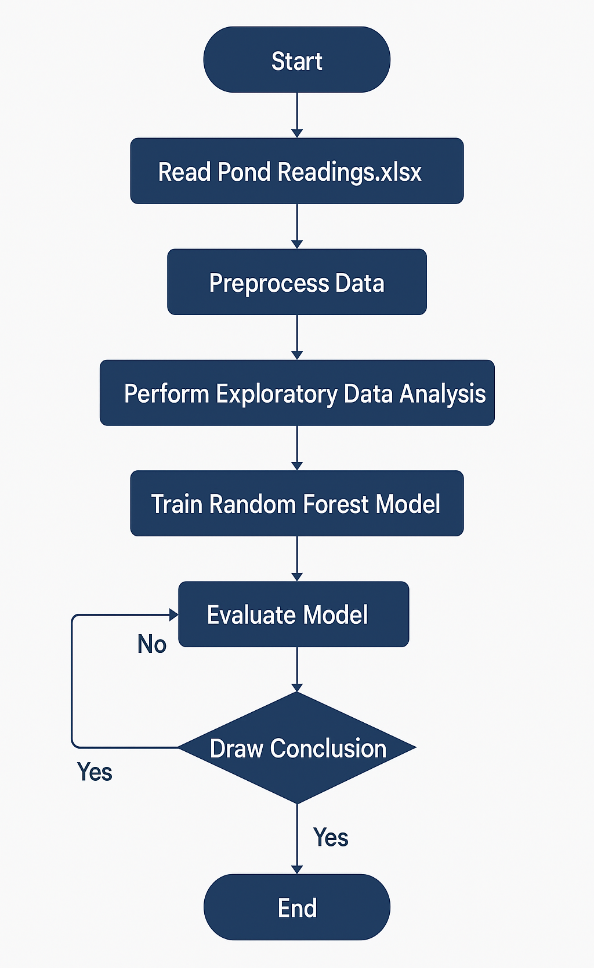 Start
Read Pond Readings.xlsx
Preprocess Data
Perform Exploratory Data Analysis
Train Random Forest Model
Evaluate Model
No
Draw Conclusion
Yes
Yes
End